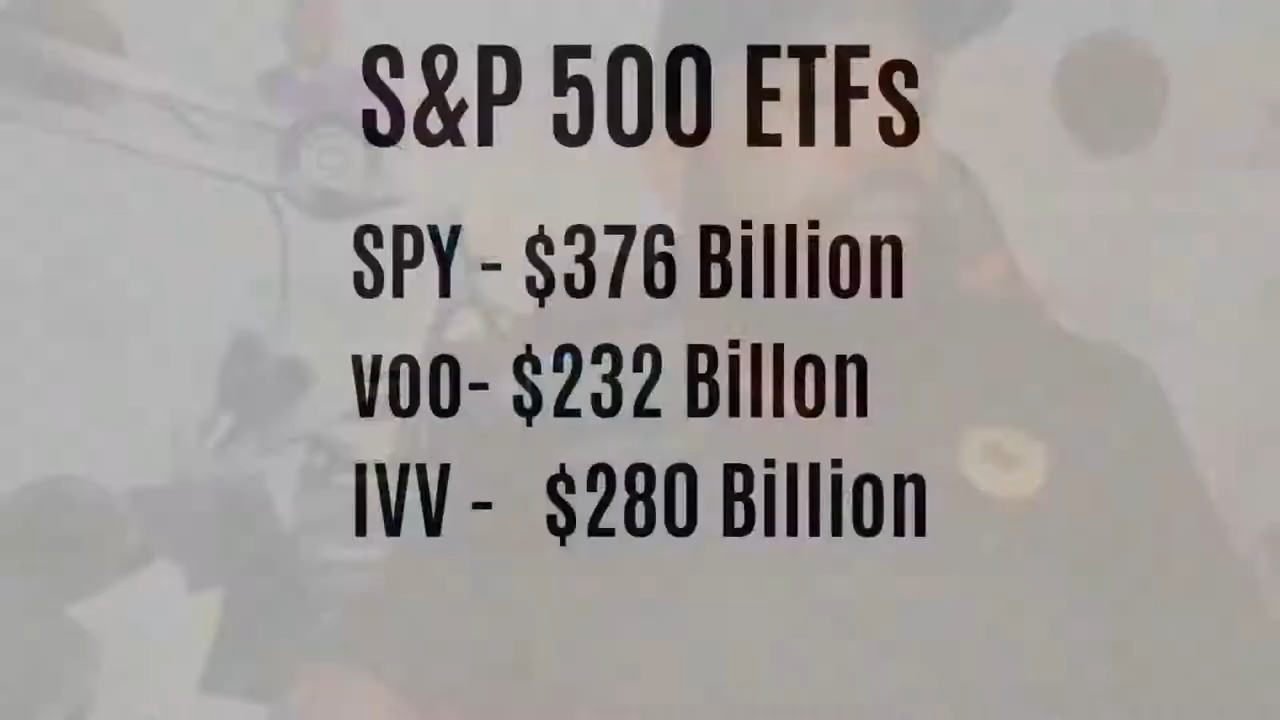 S&P 500 ETFs
SPY - $376 Billion
VOO- $232 Billon
IVV - $280 Billion